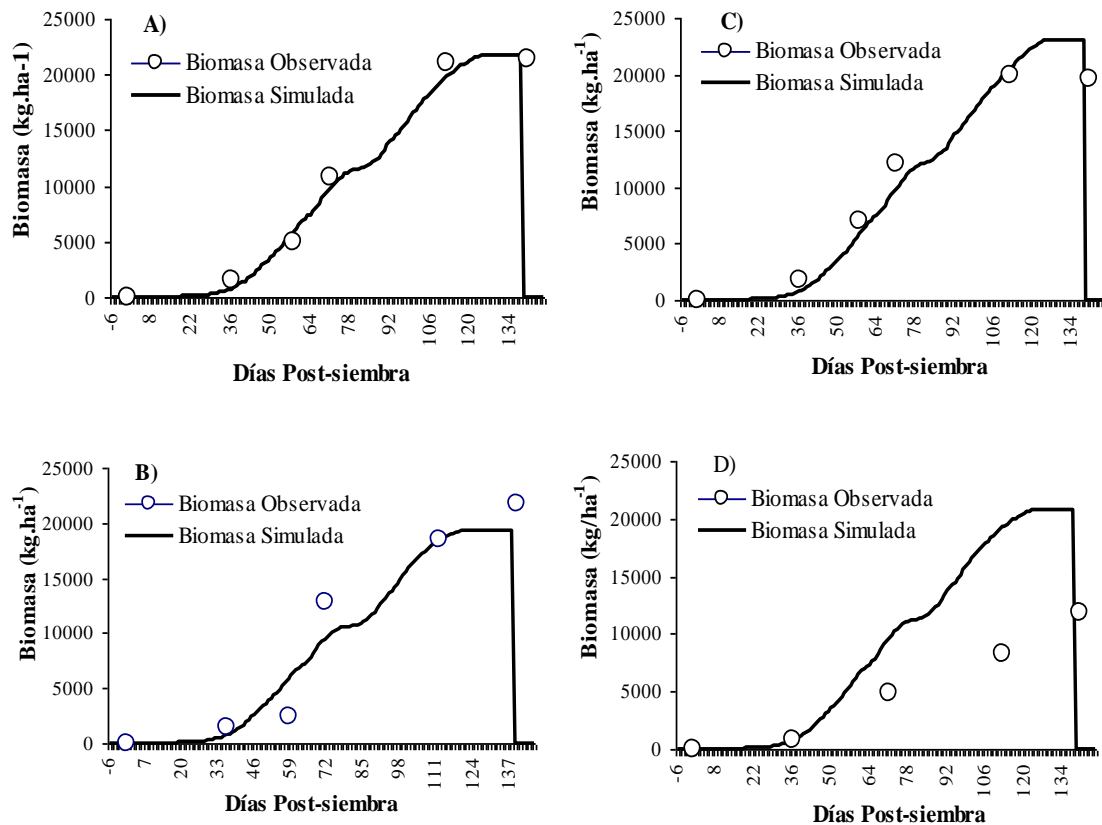 A)
Biomasa (kg.ha-1)
25000
20000
15000
10000
5000
0
Biomasa Observada
Biomasa Simulada
-6 8 22 36 50 64 78 92 106 120 134
Días Post-siembra
C)
Biomasa (kg.ha-1)
25000
20000
15000
10000
5000
0
Biomasa Observada
Biomasa Simulada
-6 8 22 36 50 64 78 92 106 120 134
Días Post-siembra
B)
Biomasa (kg.ha-1)
25000
20000
15000
10000
5000
0
Biomasa Observada
Biomasa Simulada
-6 7 20 33 46 59 72 85 98 111 124 137
Días Post-siembra
D)
Biomasa (kg/ha-1)
25000
20000
15000
10000
5000
0
Biomasa Observada
Biomasa Simulada
-6 8 22 36 50 64 78 92 106 120 134
Días Post-siembra